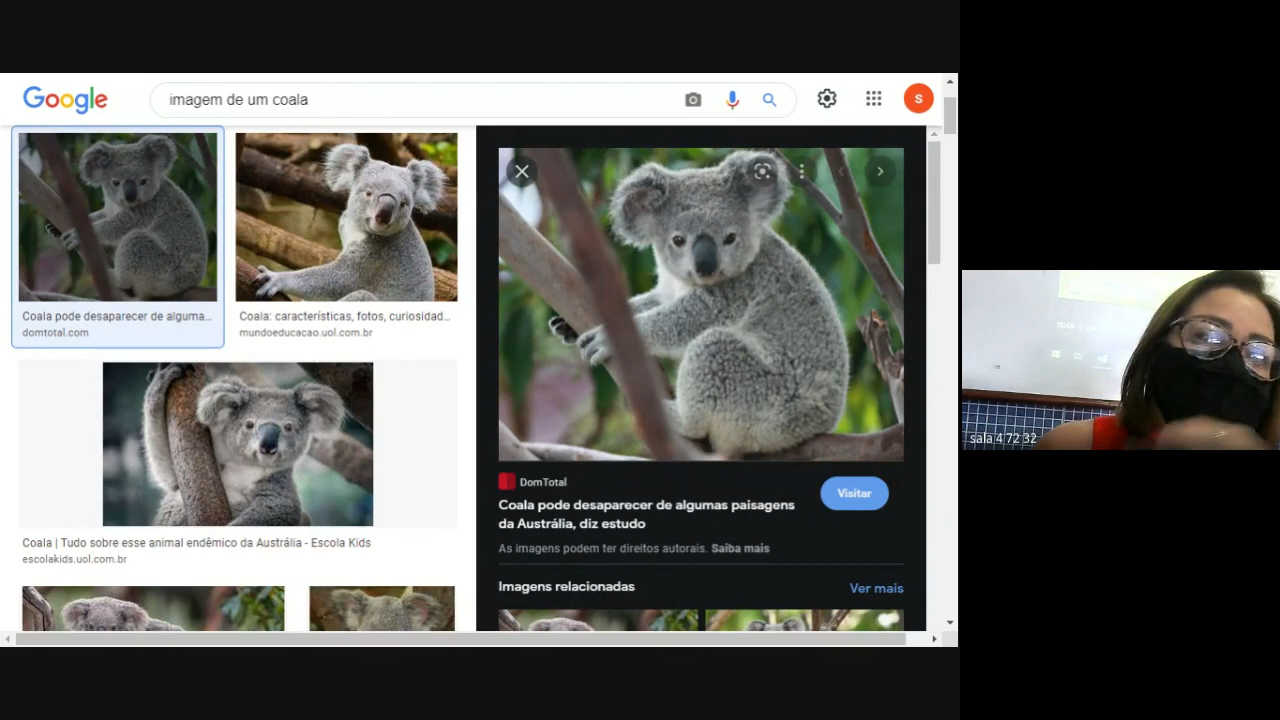 Google
imagem de um coala
S
Coala pode desaparecer de alguma...
domtotal.com
Coala: características, fotos, curiosidad...
mundoeducacao.uol.com.br
Coala | Tudo sobre esse animal endêmico da Austrália - Escola Kids
escolakids.uol.com.br
DomTotal
Coala pode desaparecer de algumas paisagens
da Austrália, diz estudo
Visitar
As imagens podem ter direitos autorais. Saiba mais
Imagens relacionadas
Ver mais
sala 4 72 32